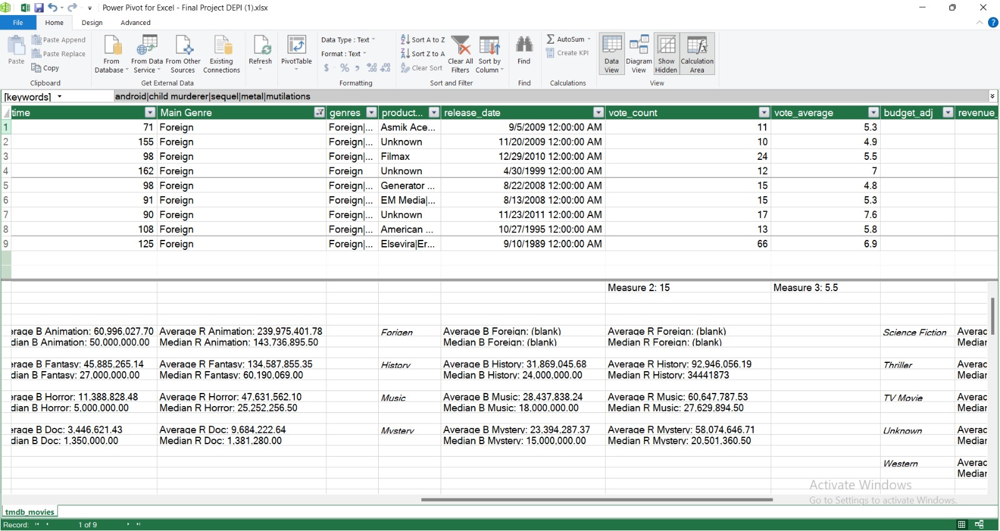 Power Pivot for Excel - Final Project DEPI (1).xlsx
File Home Design Advanced
Paste Paste Append Paste Replace Copy Clipboard
From Database From Data Service From Other Sources Existing Connections Get External Data
Refresh PivotTable
Data Type : Text Format : Text $ % Formatting
Sort A to Z Sort Z to A Clear Sort Clear All Filters Sort by Column Sort and Filter
Find Find
AutoSum Create KPI Calculations
Data View Diagram View Show Hidden Calculation Area View
[keywords] android|child murderer|sequel|metal|mutilations
time Main Genre genres product... release_date vote_count vote_average budget_adj revenue_
1 71 Foreign Foreign|... Asmik Ace... 9/5/2009 12:00:00 AM 11 5.3
2 155 Foreign Foreign|... Unknown 11/20/2009 12:00:00 AM 10 4.9
3 98 Foreign Foreign|... Filmax 12/29/2010 12:00:00 AM 24 5.5
4 162 Foreign Foreign Unknown 4/30/1999 12:00:00 AM 12 7
5 98 Foreign Foreign|... Generator ... 8/22/2008 12:00:00 AM 15 4.8
6 91 Foreign Foreign|... EM Media|... 8/13/2008 12:00:00 AM 15 5.3
7 90 Foreign Foreign|... Unknown 11/23/2011 12:00:00 AM 17 7.6
8 108 Foreign Foreign|... American ... 10/27/1995 12:00:00 AM 13 5.8
9 125 Foreign Foreign|... Elsevira|Er... 9/10/1989 12:00:00 AM 66 6.9
Measure 2: 15 Measure 3: 5.5
erage B Animation: 60,996,027.70 Average R Animation: 239,975,401.78 Forigen Average B Foreign: (blank) Average R Foreign: (blank) Science Fiction Averag
dian B Animation: 50,000,000.00 Median R Animation: 143,736,895.50 Median B Foreign: (blank) Median R Foreign: (blank) Median
erage B Fantasy: 45,885,265.14 Average R Fantasy: 134,587,855.35 History Average B History: 31,869,045.68 Average R History: 92,946,056.19 Thriller Averag
dian B Fantasy: 27,000,000.00 Median R Fantasy: 60,190,069.00 Median B History: 24,000,000.00 Median R History: 34441873 Median
erage B Horror: 11,388,828.48 Average R Horror: 47,631,562.10 Music Average B Music: 28,437,838.24 Average R Music: 60,647,787.53 TV Movie Averag
dian B Horror: 5,000,000.00 Median R Horror: 25,252,256.50 Median B Music: 18,000,000.00 Median R Music: 27,629,894.50 Median
erage B Doc: 3,446,621.43 Average R Doc: 9,684,222.64 Mystery Average B Mystery: 23,394,287.37 Average R Mystery: 58,074,646.71 Unknown Averag
dian B Doc: 1,350,000.00 Median R Doc: 1,381,280.00 Median B Mystery: 15,000,000.00 Median R Mystery: 20,501,360.50 Median
Western Averag
Median
Activate Windows
Go to Settings to activate Windows.
tmdb_movies
Record: 1 of 9